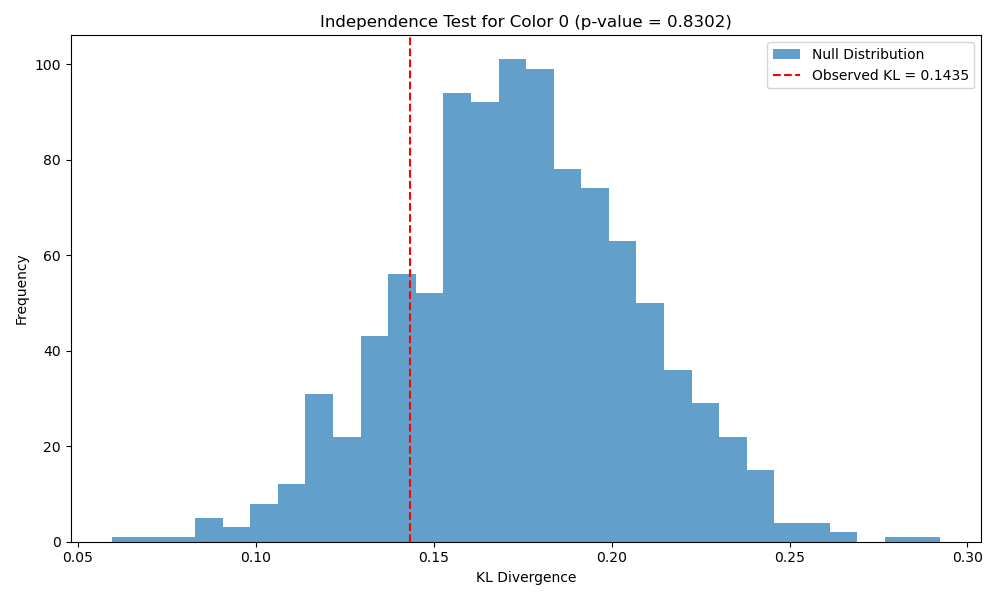 Independence Test for Color 0 (p-value = 0.8302)
Null Distribution
Observed KL = 0.1435
Frequency
100
80
60
40
20
0
0.05 0.10 0.15 0.20 0.25 0.30
KL Divergence